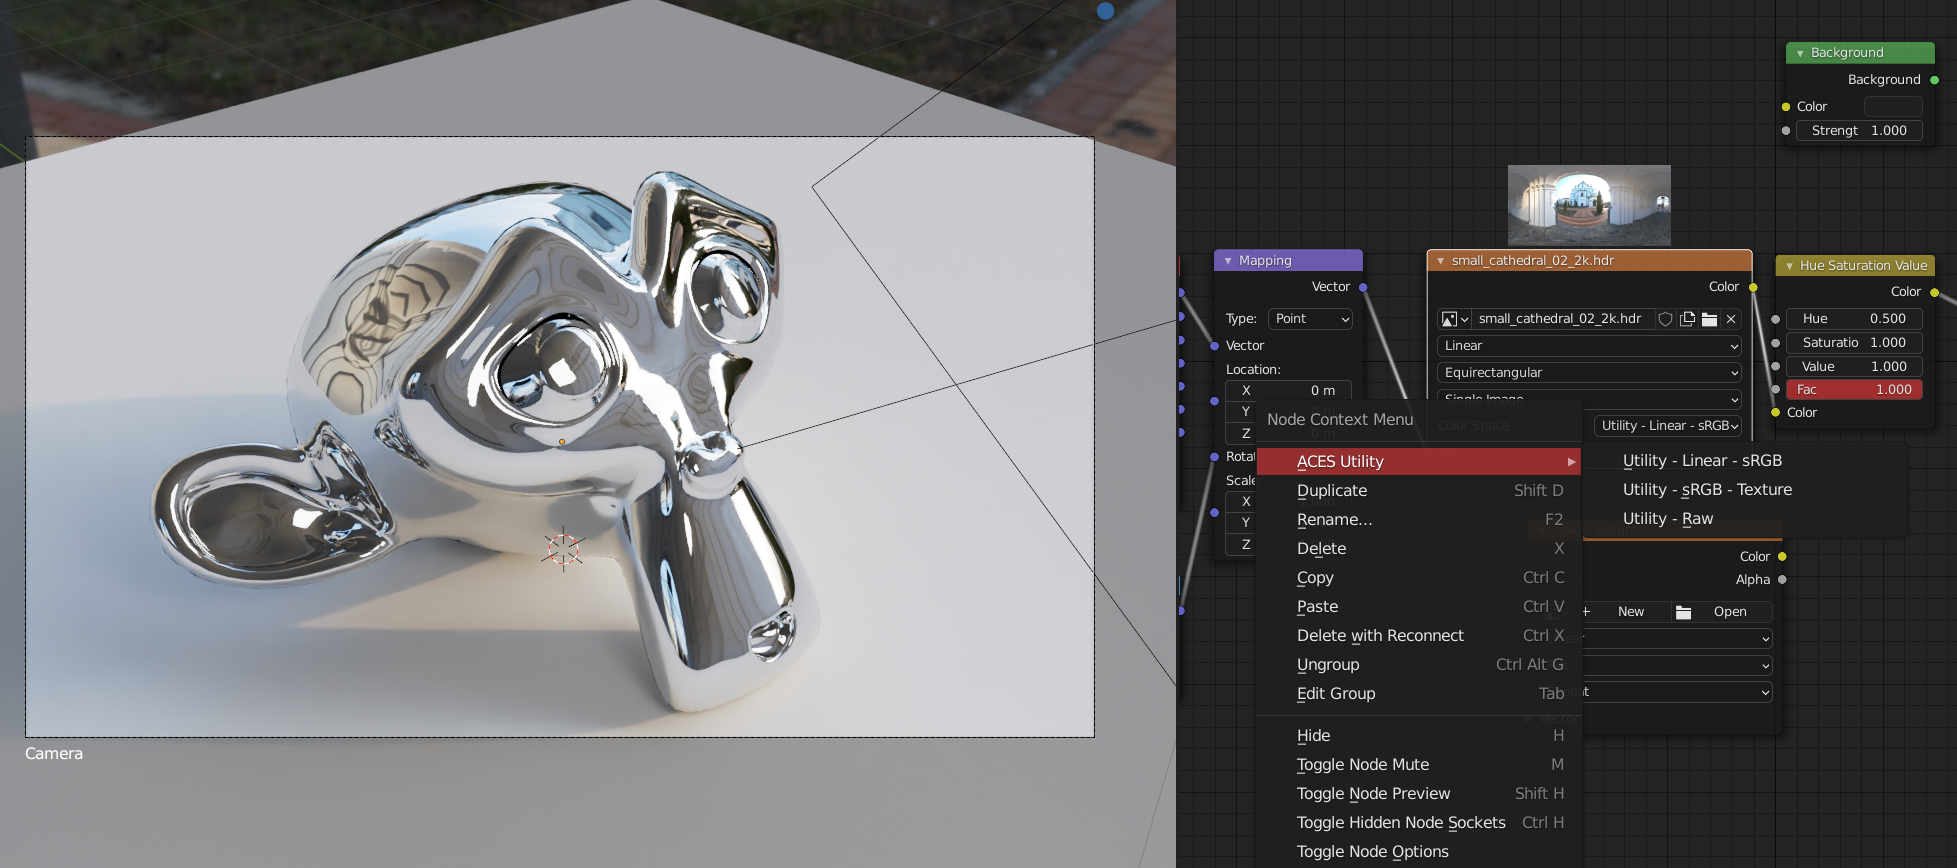 Camera
Background
Background
Color
Strengt 1.000
Mapping
Vector
Type: Point
Vector
Location:
X 0 m
Y
Z
Scale
X
Y
Z
small_cathedral_02_2k.hdr
Color
small_cathedral_02_2k.hdr
Linear
Equirectangular
Single Image
Color Space Utility - Linear - sRGB
Hue Saturation Value
Color
Hue 0.500
Saturatio 1.000
Value 1.000
Fac 1.000
Color
Node Context Menu
ACES Utility
Duplicate Shift D
Rename... F2
Delete X
Copy Ctrl C
Paste Ctrl V
Delete with Reconnect Ctrl X
Ungroup Ctrl Alt G
Edit Group Tab
Hide H
Toggle Node Mute M
Toggle Node Preview Shift H
Toggle Hidden Node Sockets Ctrl H
Toggle Node Options
Utility - Linear - sRGB
Utility - sRGB - Texture
Utility - Raw
Color
Alpha
New Open
Vector